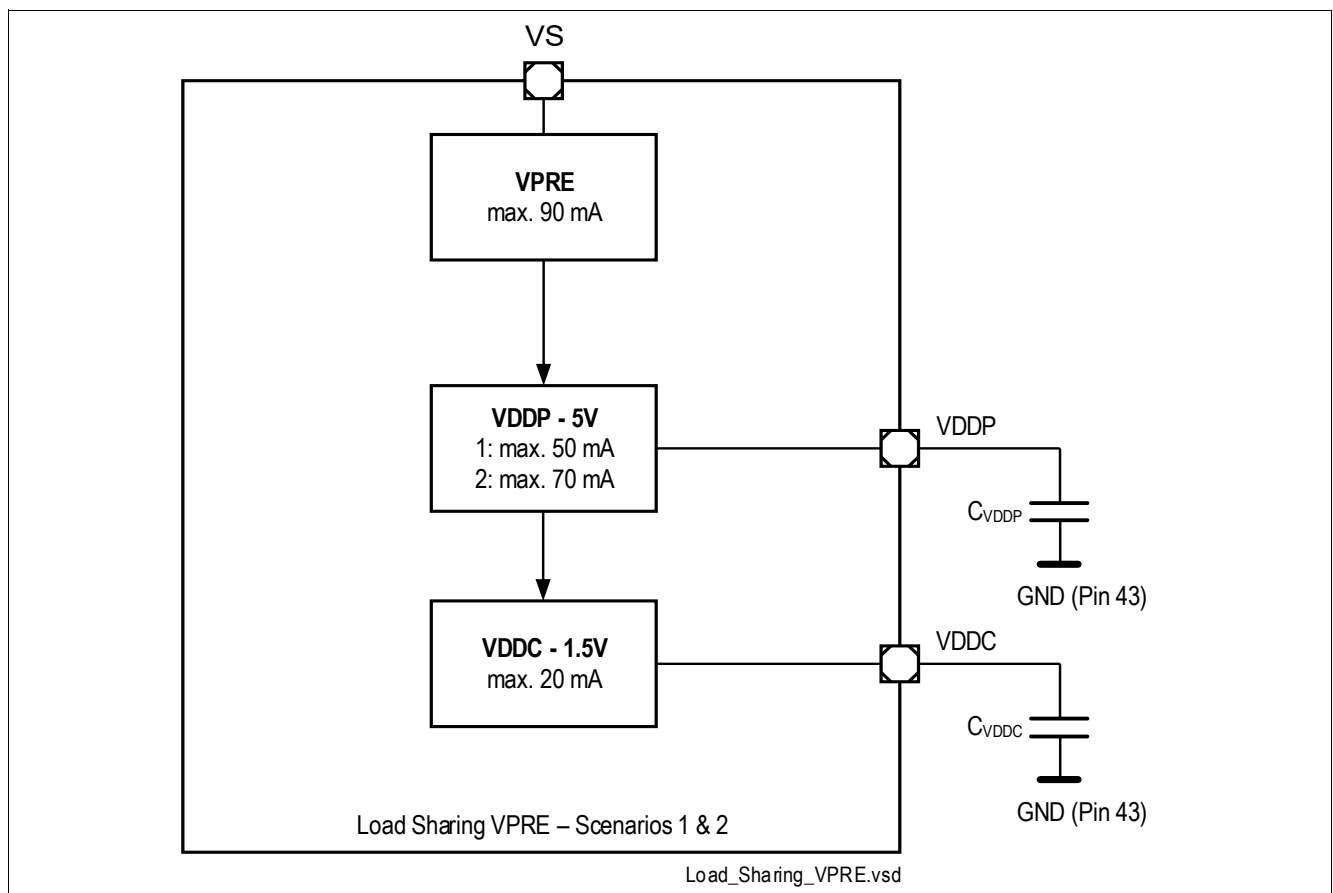 VS
VPRE
max. 90 mA
VDDP - 5V
1: max. 50 mA
2: max. 70 mA
VDDP
CVDDP
GND (Pin 43)
VDDC - 1.5V
max. 20 mA
VDDC
CVDDC
GND (Pin 43)
Load Sharing VPRE – Scenarios 1 & 2
Load_Sharing_VPRE.vsd